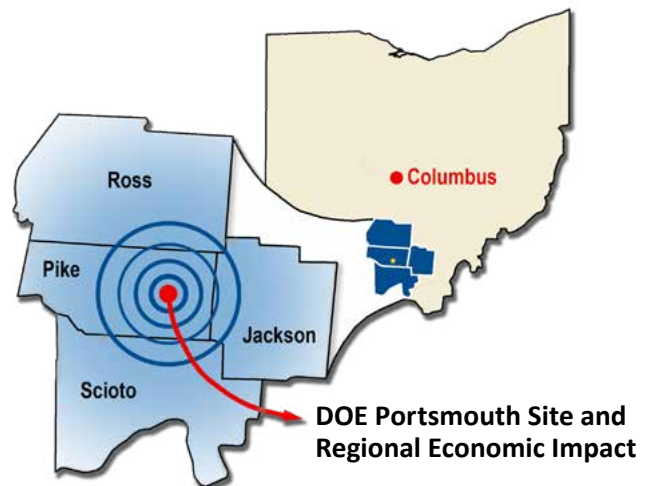 Columbus
Ross
Pike
Jackson
Scioto
DOE Portsmouth Site and
Regional Economic Impact